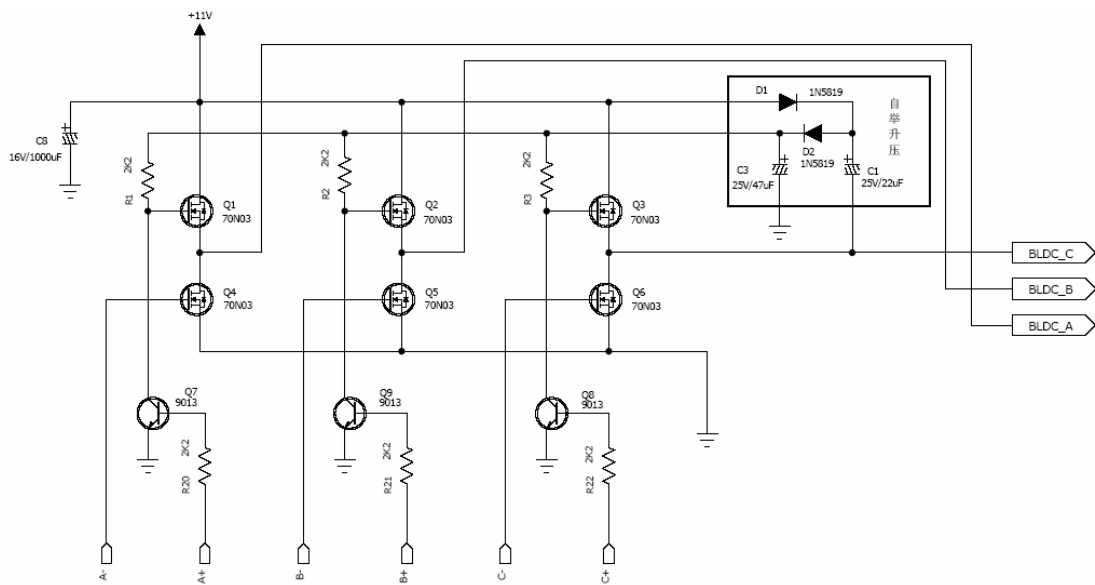 +11V
D1
1N5819
自举升压
C8
16V/1000uF
D2
1N5819
C3
25V/47uF
C1
25V/22uF
2K2
R1
2K2
R2
2K2
R3
Q1
70N03
Q2
70N03
Q3
70N03
BLDC_C
BLDC_B
BLDC_A
Q4
70N03
Q5
70N03
Q6
70N03
Q7
9013
Q9
9013
Q8
9013
2K2
R20
2K2
R21
2K2
R22
A-
A+
B-
B+
C-
C+